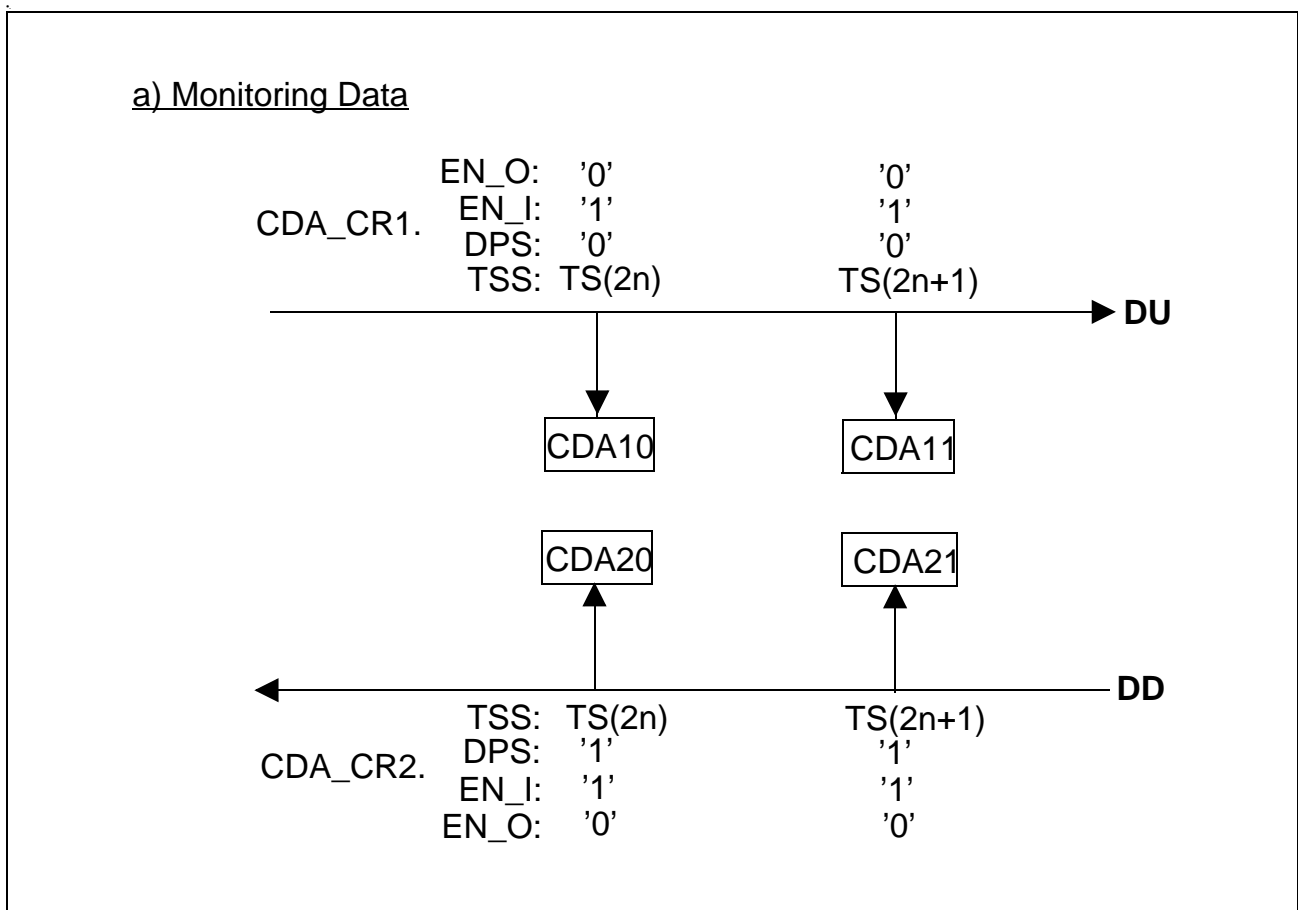 a) Monitoring Data
EN_O: ’0’ ’0’
CDA_CR1. EN_I: ’1’ ’1’
DPS: ’0’ ’0’
TSS: TS(2n) TS(2n+1)
DU
CDA10 CDA11
CDA20 CDA21
DD
TSS: TS(2n) TS(2n+1)
CDA_CR2. DPS: ’1’ ’1’
EN_I: ’1’ ’1’
EN_O: ’0’ ’0’